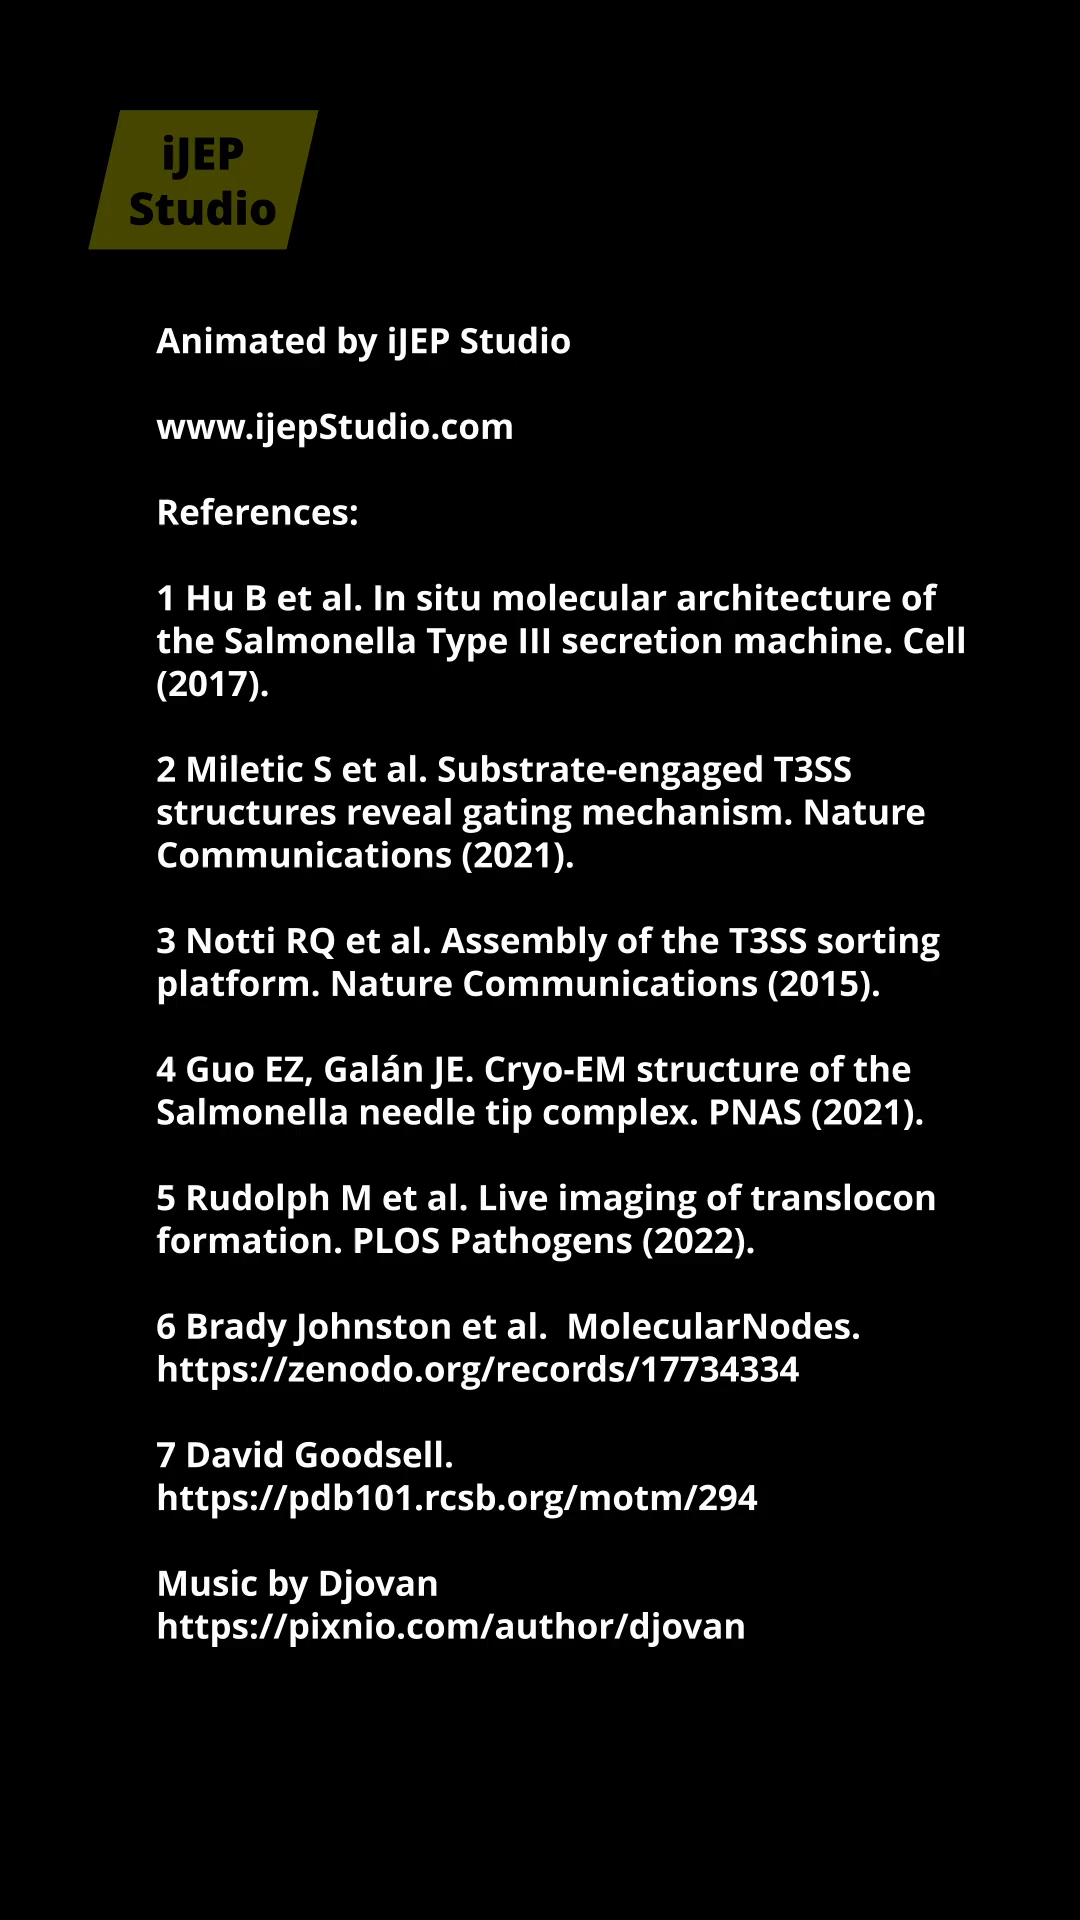 iJEP
Studio
Animated by iJEP Studio
www.ijepStudio.com
References:
1 Hu B et al. In situ molecular architecture of
the Salmonella Type III secretion machine. Cell
(2017).
2 Miletic S et al. Substrate-engaged T3SS
structures reveal gating mechanism. Nature
Communications (2021).
3 Notti RQ et al. Assembly of the T3SS sorting
platform. Nature Communications (2015).
4 Guo EZ, Galán JE. Cryo-EM structure of the
Salmonella needle tip complex. PNAS (2021).
5 Rudolph M et al. Live imaging of translocon
formation. PLOS Pathogens (2022).
6 Brady Johnston et al.  MolecularNodes.
https://zenodo.org/records/17734334
7 David Goodsell.
https://pdb101.rcsb.org/motm/294
Music by Djovan
https://pixnio.com/author/djovan